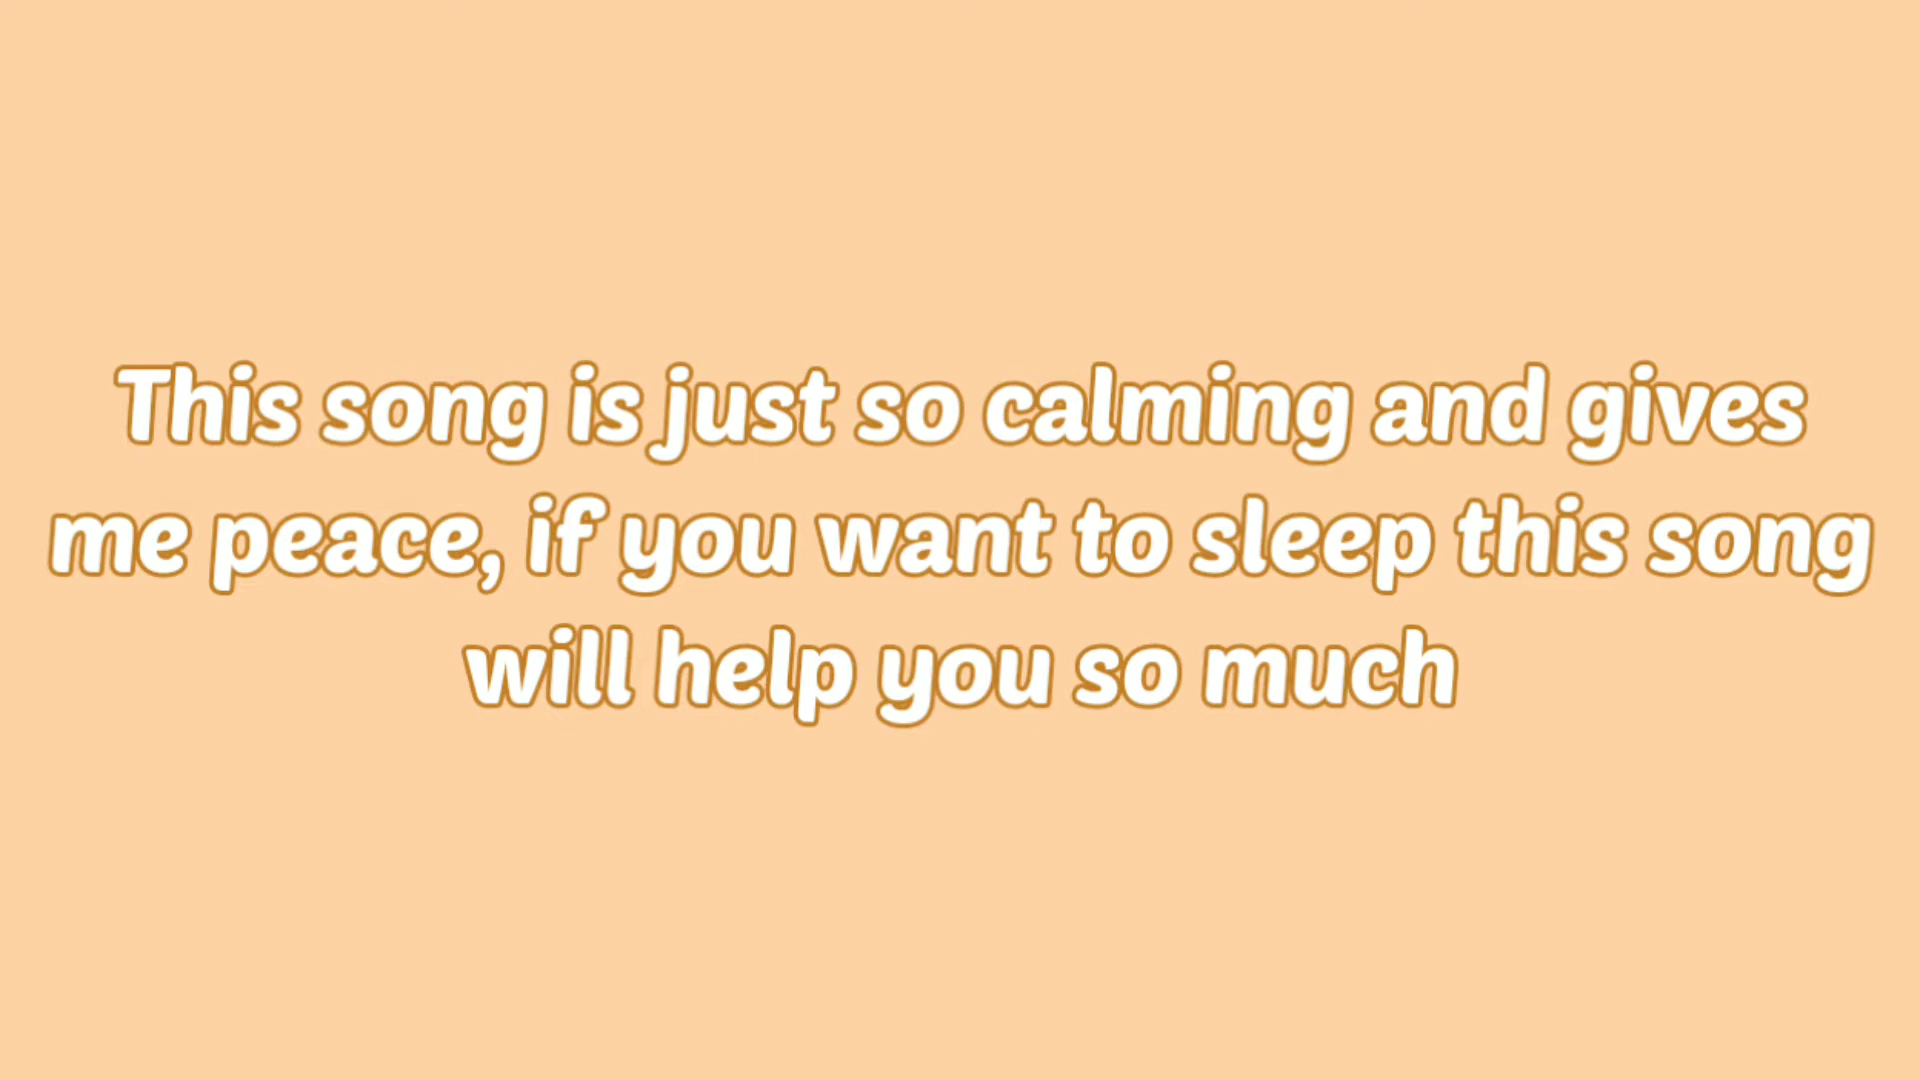 This song is just so calming and gives
me peace, if you want to sleep this song
will help you so much